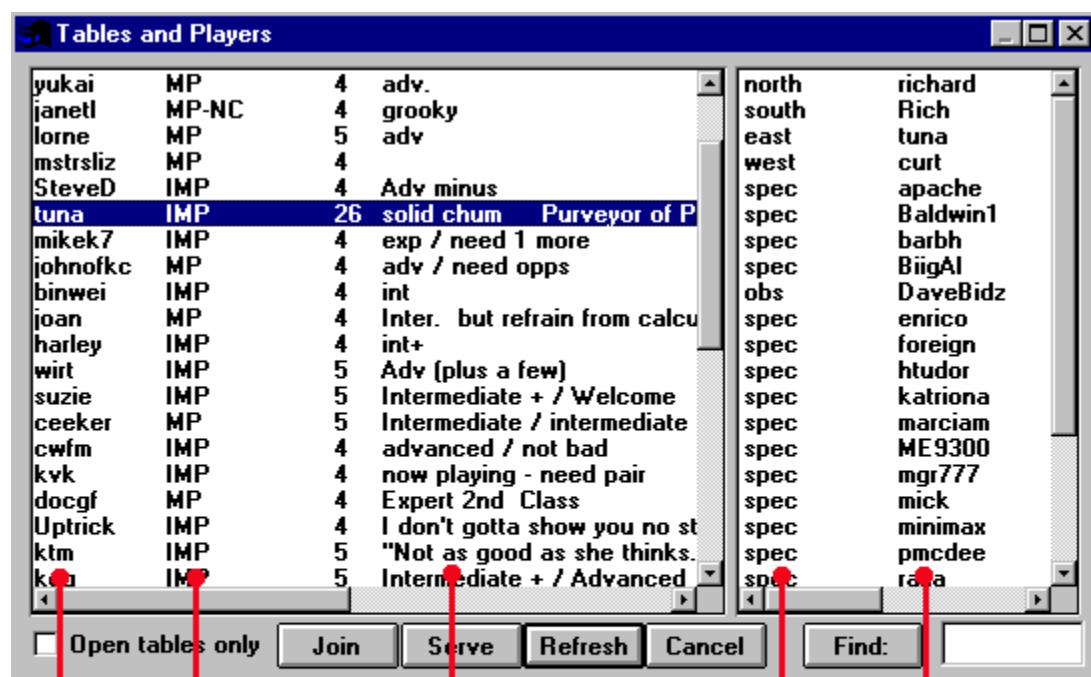 Tables and Players
yukai MP 4 adv.
janetl MP-NC 4 grooky
lorne MP 5 adv
mstrsliz MP 4
SteveD IMP 4 Adv minus
tuna IMP 26 solid chum Purveyor of P
mikek7 IMP 4 exp / need 1 more
johnofkc MP 4 adv / need opps
binwei IMP 4 int
joan MP 4 Inter. but refrain from calcu
harley IMP 4 int+
wirt IMP 5 Adv (plus a few)
suzie IMP 5 Intermediate + / Welcome
ceeker MP 5 Intermediate / intermediate
cwfm IMP 4 advanced / not bad
kvk IMP 4 now playing - need pair
docgf MP 4 Expert 2nd Class
Uptrick IMP 4 I don't gotta show you no st
ktm IMP 5 "Not as good as she thinks.
IMP 5 Intermediate + / Advanced
north richard
south Rich
east tuna
west curt
spec apache
spec Baldwin1
spec barbh
spec BiigAl
obs DaveBidz
spec enrico
spec foreign
spec htudor
spec katriona
spec marciam
spec ME9300
spec mgr777
spec mick
spec minimax
spec pmcdee
spec
Open tables only Join Serve Refresh Cancel Find: